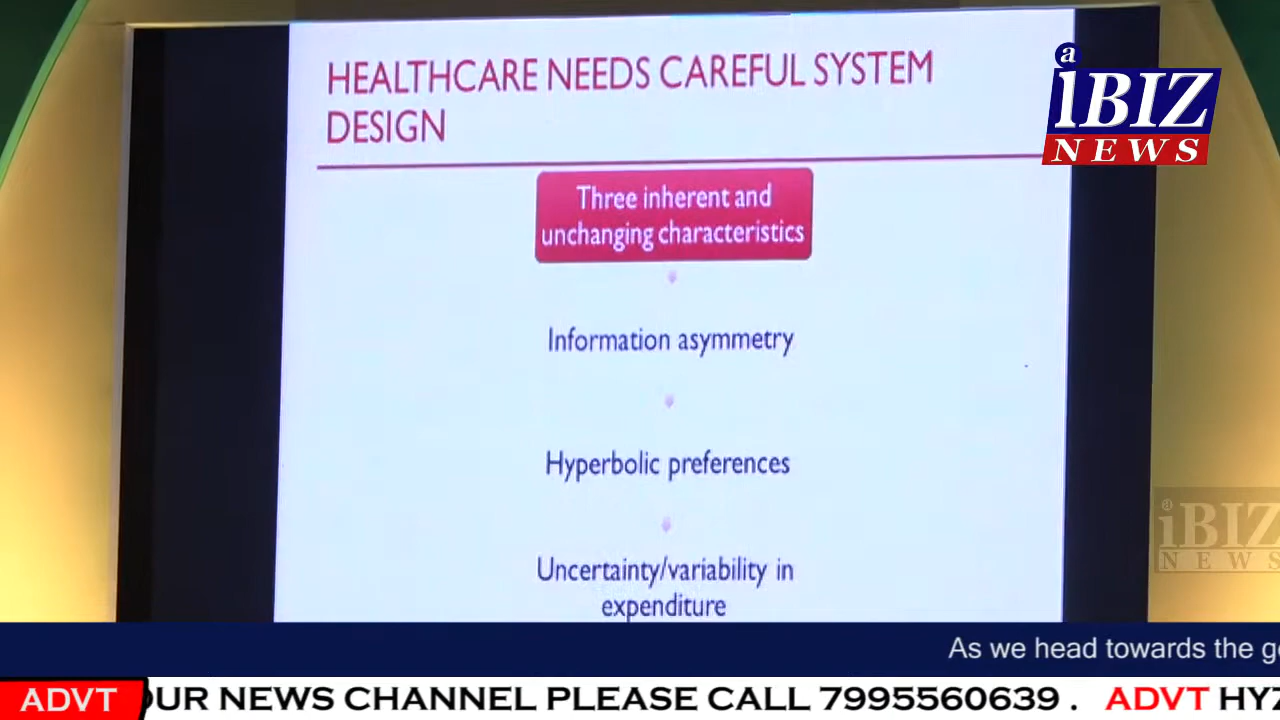 HEALTHCARE NEEDS CAREFUL SYSTEM
DESIGN
a
iBIZ
NEWS
Three inherent and
unchanging characteristics
Information asymmetry
Hyperbolic preferences
Uncertainty/variability in
expenditure
a
iBIZ
NEWS
As we head towards the
ADVT
OUR NEWS CHANNEL PLEASE CALL 7995560639 . ADVT